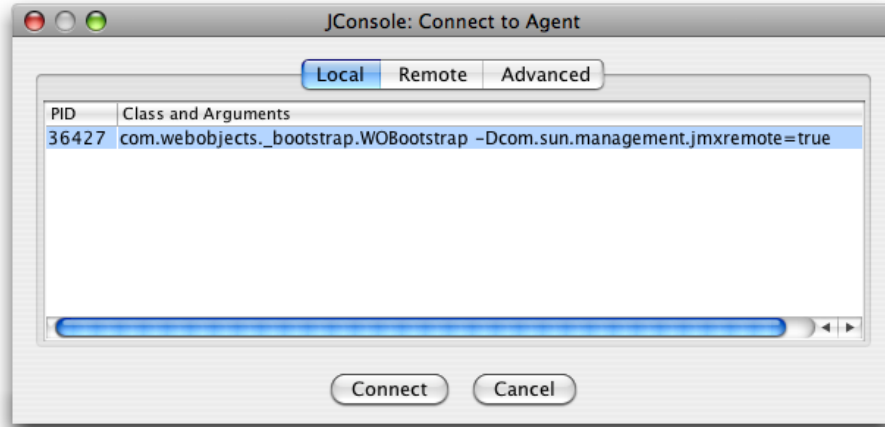 JConsole: Connect to Agent
Local Remote Advanced
PID Class and Arguments
36427 com.webobjects._bootstrap.WOBootstrap -Dcom.sun.management.jmxremote=true
Connect Cancel